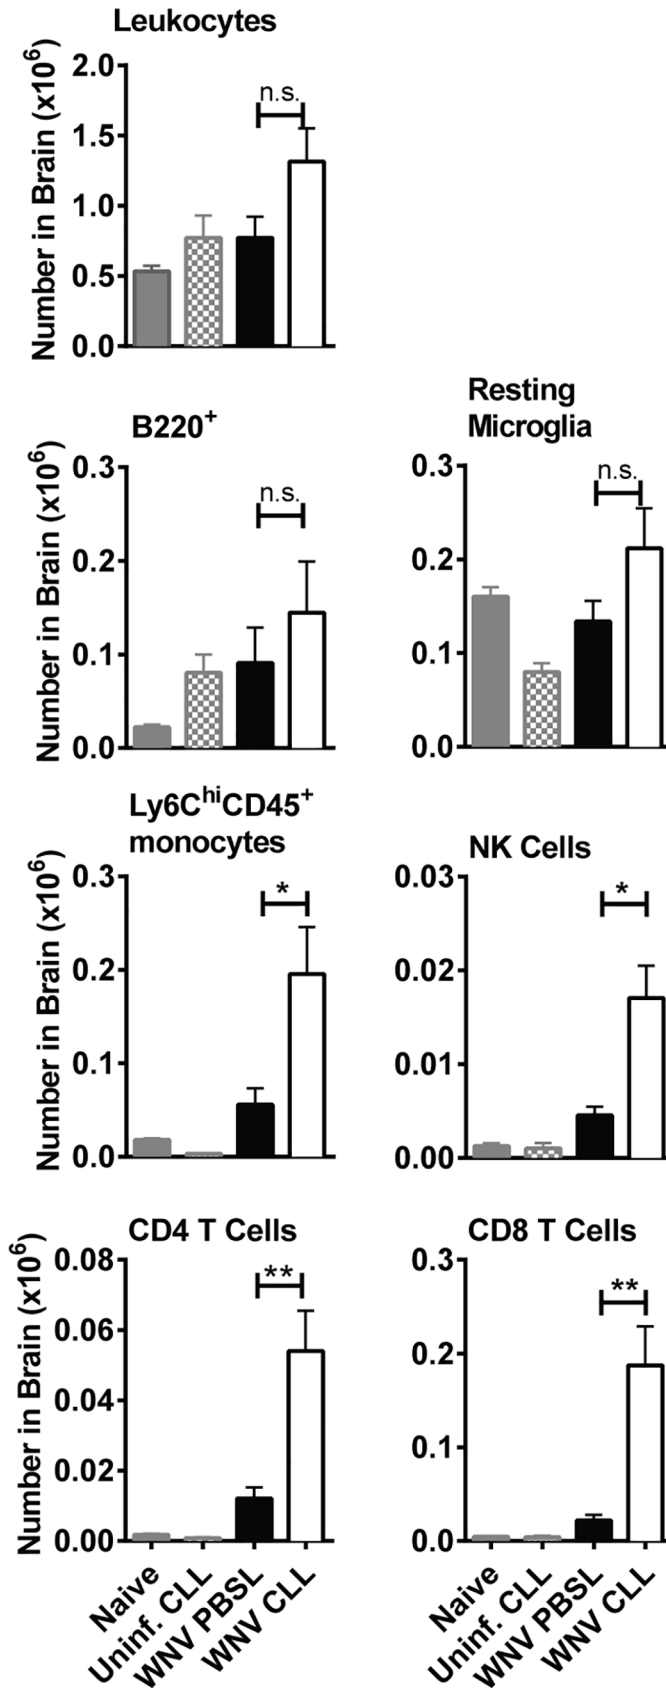 Leukocytes
Number in Brain (x10⁶)
2.0
1.5
1.0
0.5
0.0
n.s.
B220⁺
Number in Brain (x10⁶)
0.3
0.2
0.1
0.0
n.s.
Resting
Microglia
0.3
0.2
0.1
0.0
n.s.
Ly6CʰⁱCD45⁺
monocytes
Number in Brain (x10⁶)
0.3
0.2
0.1
0.0
*
NK Cells
0.03
0.02
0.01
0.00
*
CD4 T Cells
Number in Brain (x10⁶)
0.08
0.06
0.04
0.02
0.00
**
Naive
Uninf. CLL
WNV PBSL
WNV CLL
CD8 T Cells
0.3
0.2
0.1
0.0
**
Naive
Uninf. CLL
WNV PBSL
WNV CLL